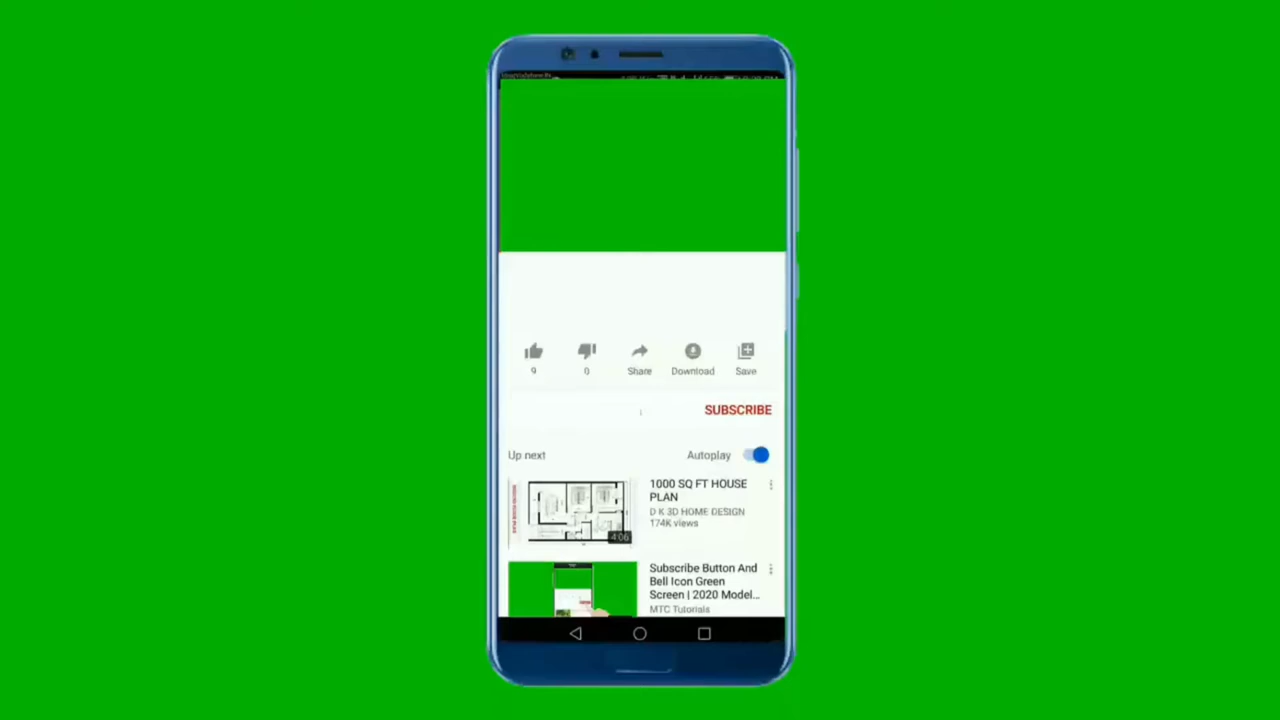 9
0
Share
Download
Save
SUBSCRIBE
Up next
Autoplay
1000 SQ FT HOUSE
PLAN
D K 3D HOME DESIGN
174K views
4:06
Subscribe Button And
Bell Icon Green
Screen | 2020 Model...
MTC Tutorials